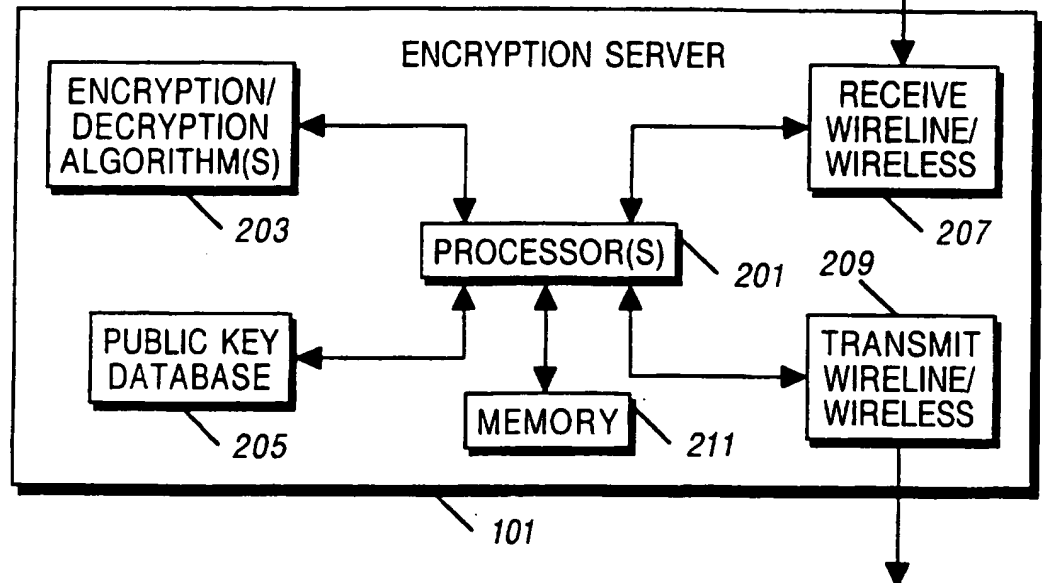 ENCRYPTION SERVER
ENCRYPTION/
DECRYPTION
ALGORITHM(S)
203
RECEIVE
WIRELINE/
WIRELESS
207
PROCESSOR(S)
201
209
PUBLIC KEY
DATABASE
205
MEMORY
211
TRANSMIT
WIRELINE/
WIRELESS
101